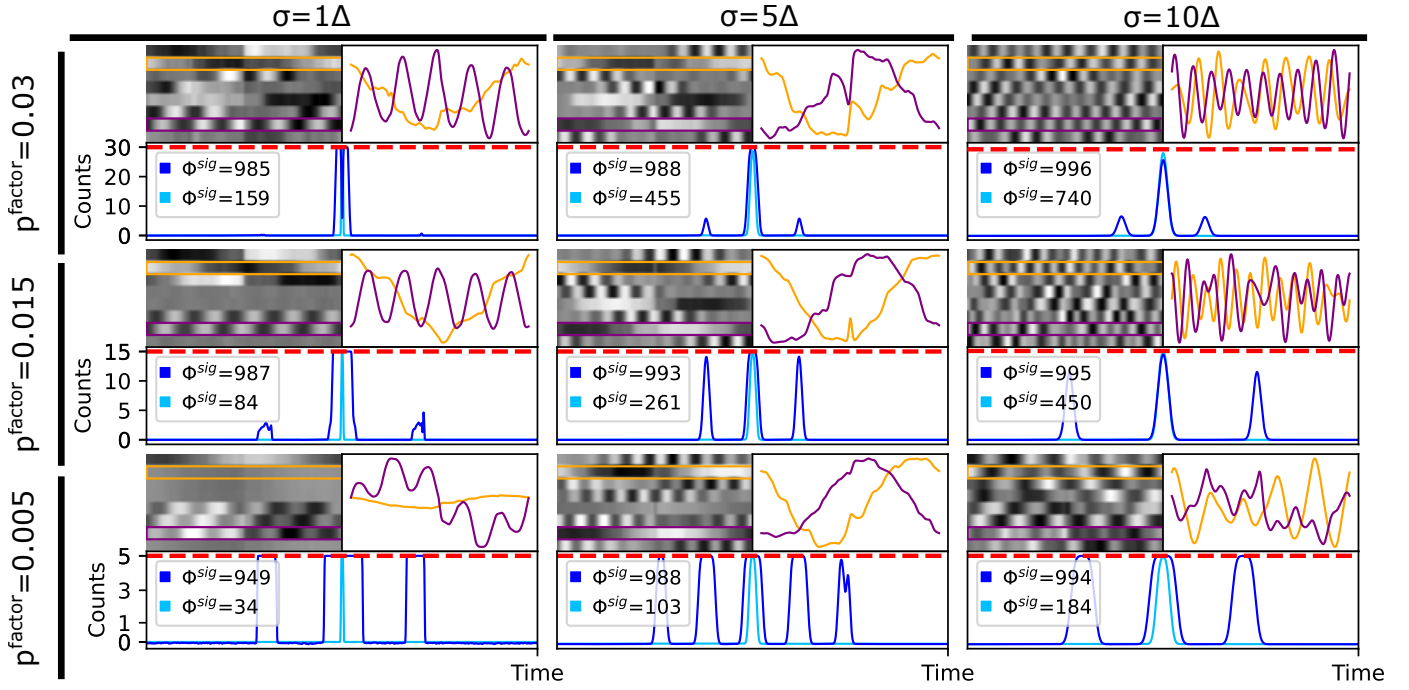 σ=1Δ σ=5Δ σ=10Δ
p^factor=0.03
Counts
30
20
10
0
Φ^sig=985
Φ^sig=159
Φ^sig=988
Φ^sig=455
Φ^sig=996
Φ^sig=740
p^factor=0.015
Counts
15
10
5
0
Φ^sig=987
Φ^sig=84
Φ^sig=993
Φ^sig=261
Φ^sig=995
Φ^sig=450
p^factor=0.005
Counts
5
3
1
0
Φ^sig=949
Φ^sig=34
Φ^sig=988
Φ^sig=103
Φ^sig=994
Φ^sig=184
Time Time Time